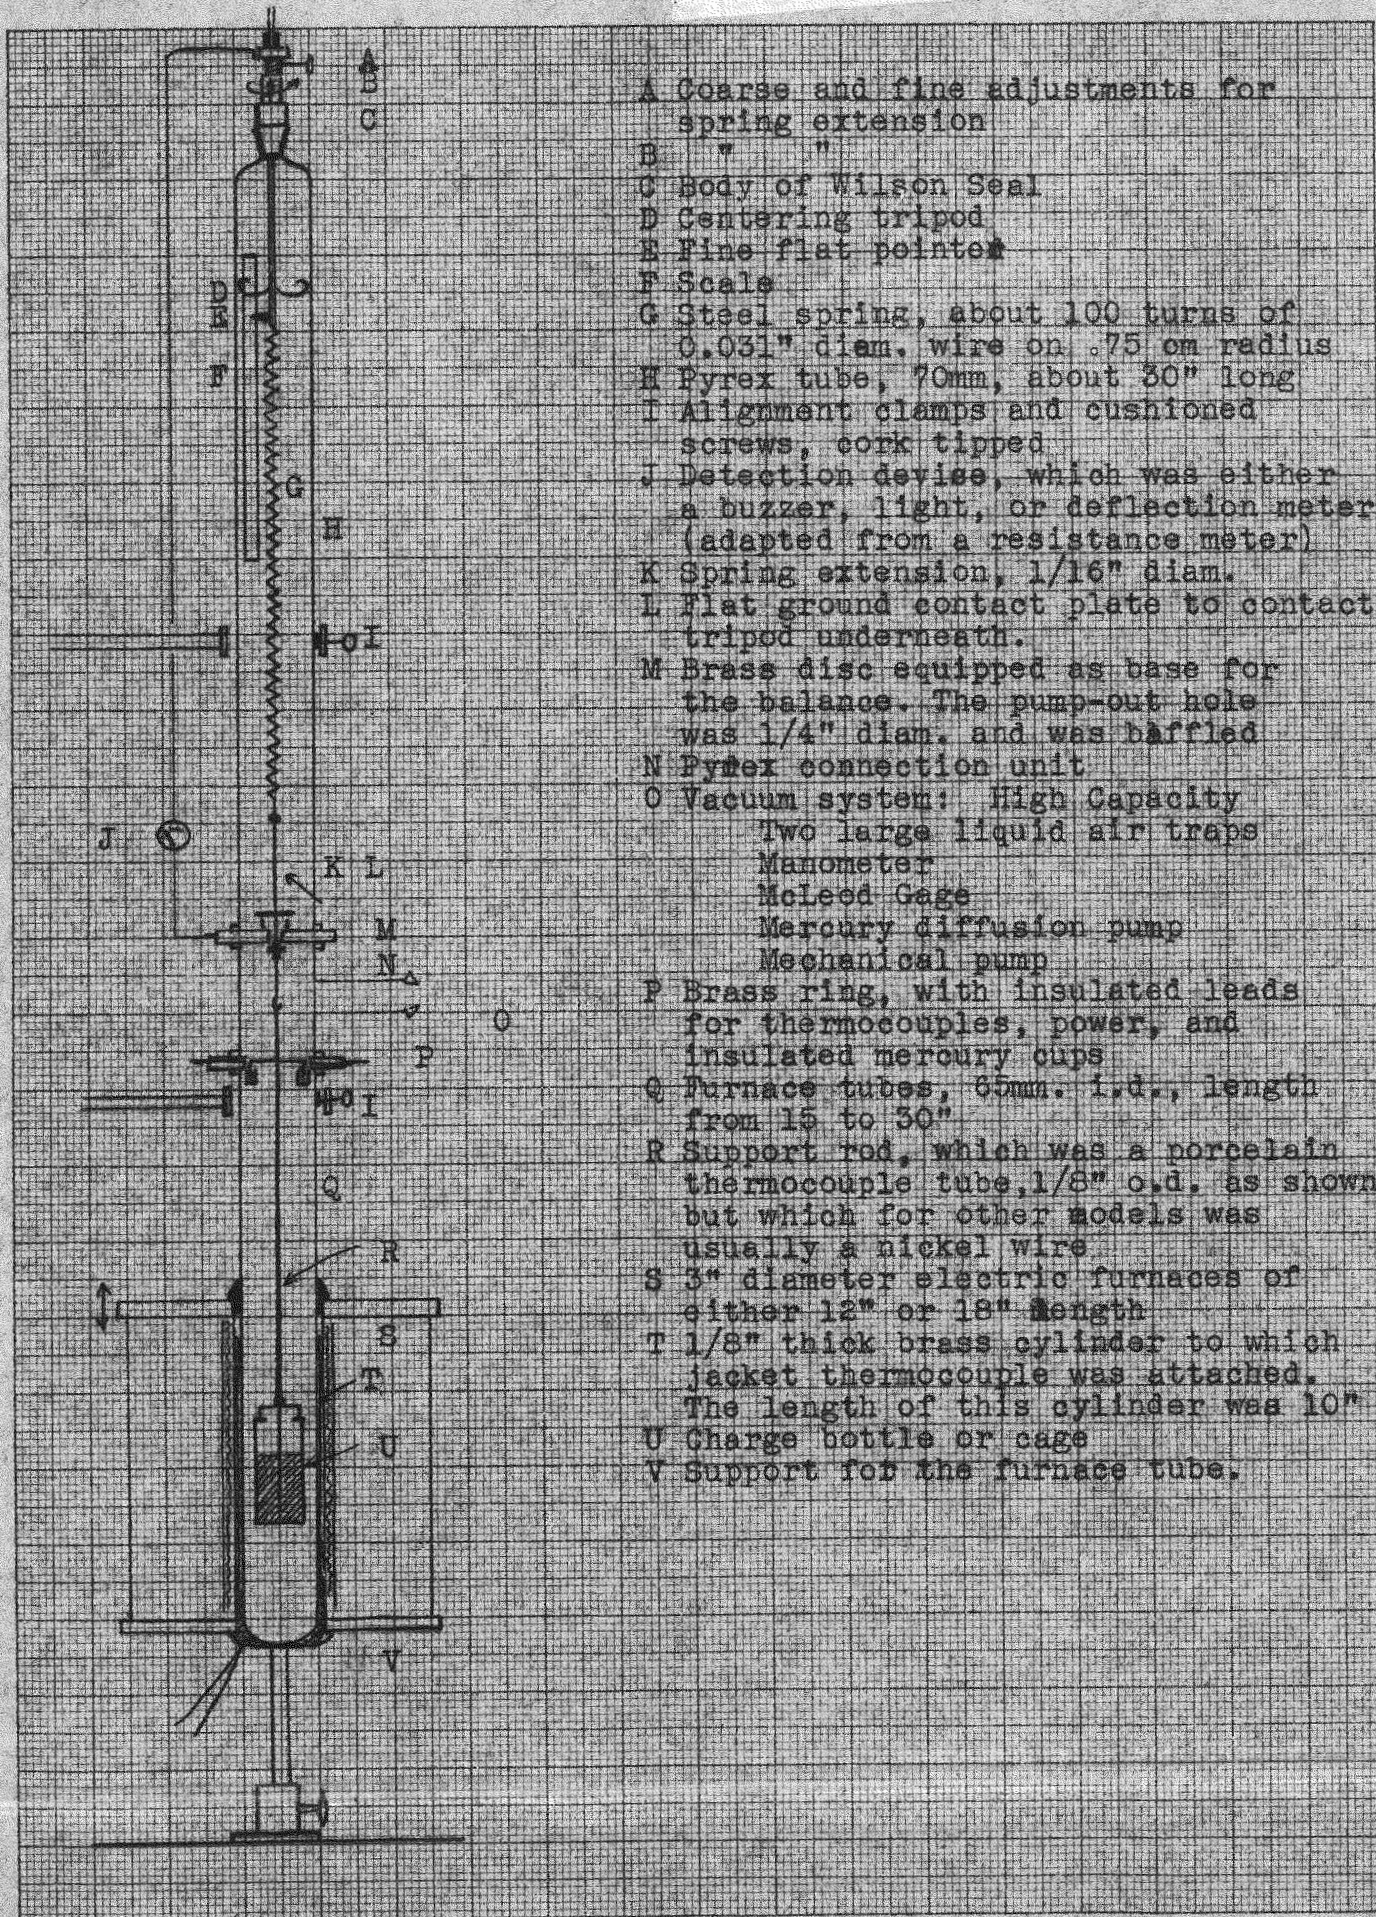 A
B
C
D
E
F
G
H
I
J
K L
M
N
O
P
I
Q
R
S
T
U
V
A Coarse and fine adjustments for
spring extension
B " "
C Body of Wilson Seal
D Centering tripod
E Fine flat pointer
F Scale
G Steel spring, about 100 turns of
0.031" diam. wire on .75 cm radius
H Pyrex tube, 70mm, about 30" long
I Alignment clamps and cushioned
screws, cork tipped
J Detection devise, which was either
a buzzer, light, or deflection meter
(adapted from a resistance meter)
K Spring extension, 1/16" diam.
L Flat ground contact plate to contact
tripod underneath.
M Brass disc equipped as base for
the balance. The pump-out hole
was 1/4" diam. and was baffled
N Pyrex connection unit
O Vacuum system: High Capacity
Two large liquid air traps
Manometer
McLeod Gage
Mercury diffusion pump
Mechanical pump
P Brass ring, with insulated leads
for thermocouples, power, and
insulated mercury cups
Q Furnace tubes, 65mm. i.d., length
from 15 to 30"
R Support rod, which was a porcelain
thermocouple tube,1/8" o.d. as shown
but which for other models was
usually a nickel wire
S 3" diameter electric furnaces of
either 12" or 18" length
T 1/8" thick brass cylinder to which
jacket thermocouple was attached.
The length of this cylinder was 10"
U Charge bottle or cage
V Support for the furnace tube.